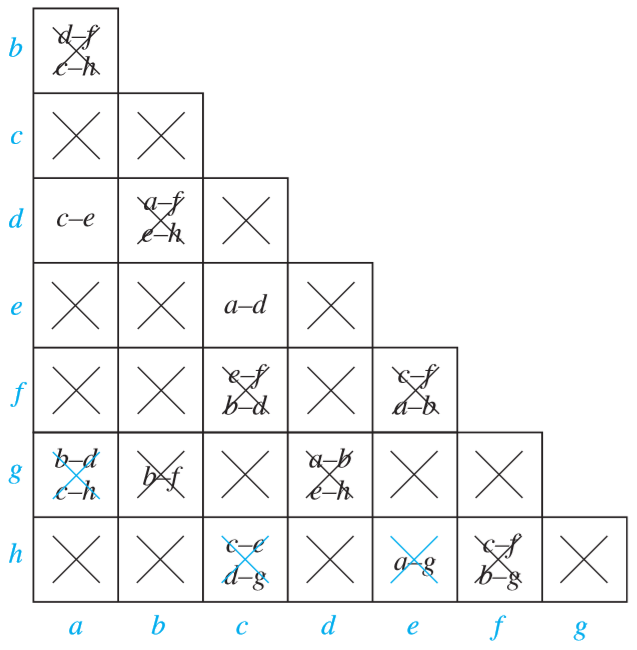 b
d–f
c–h
c
d
c–e
a–f
e–h
e
a–d
f
e–f
b–d
c–f
a–b
g
b–d
c–h
b–f
a–b
e–h
h
c–e
d–g
a–g
c–f
b–g
a b c d e f g